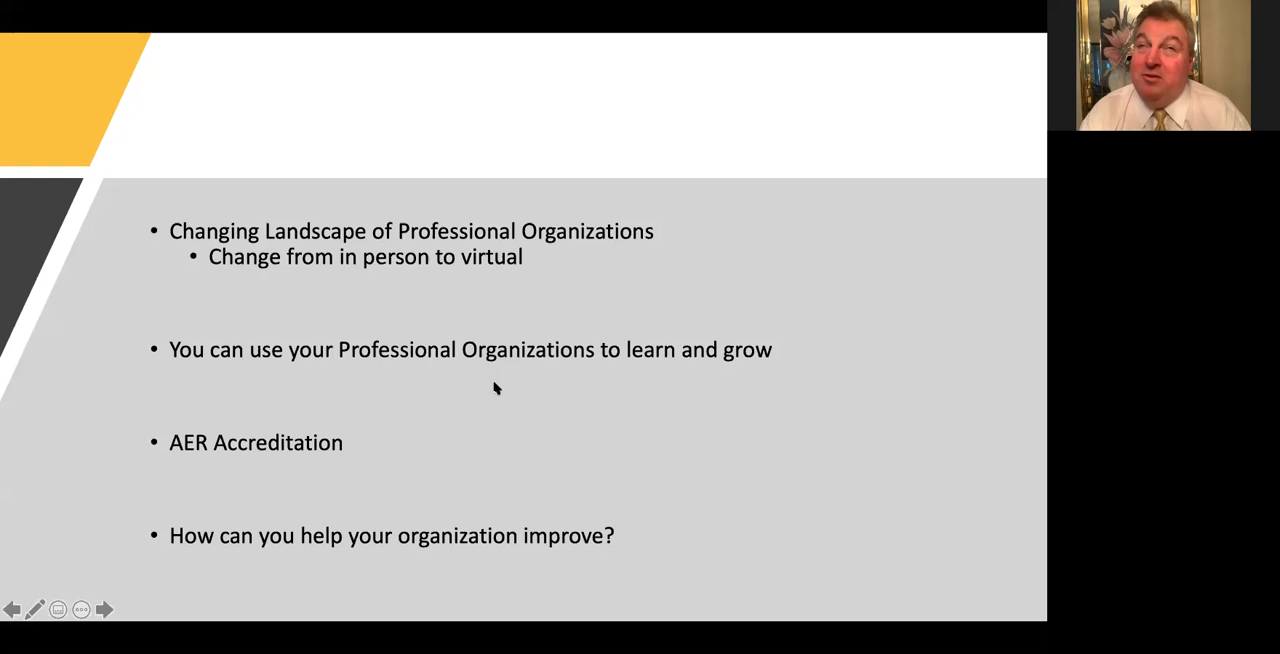 • Changing Landscape of Professional Organizations
• Change from in person to virtual
• You can use your Professional Organizations to learn and grow
• AER Accreditation
• How can you help your organization improve?